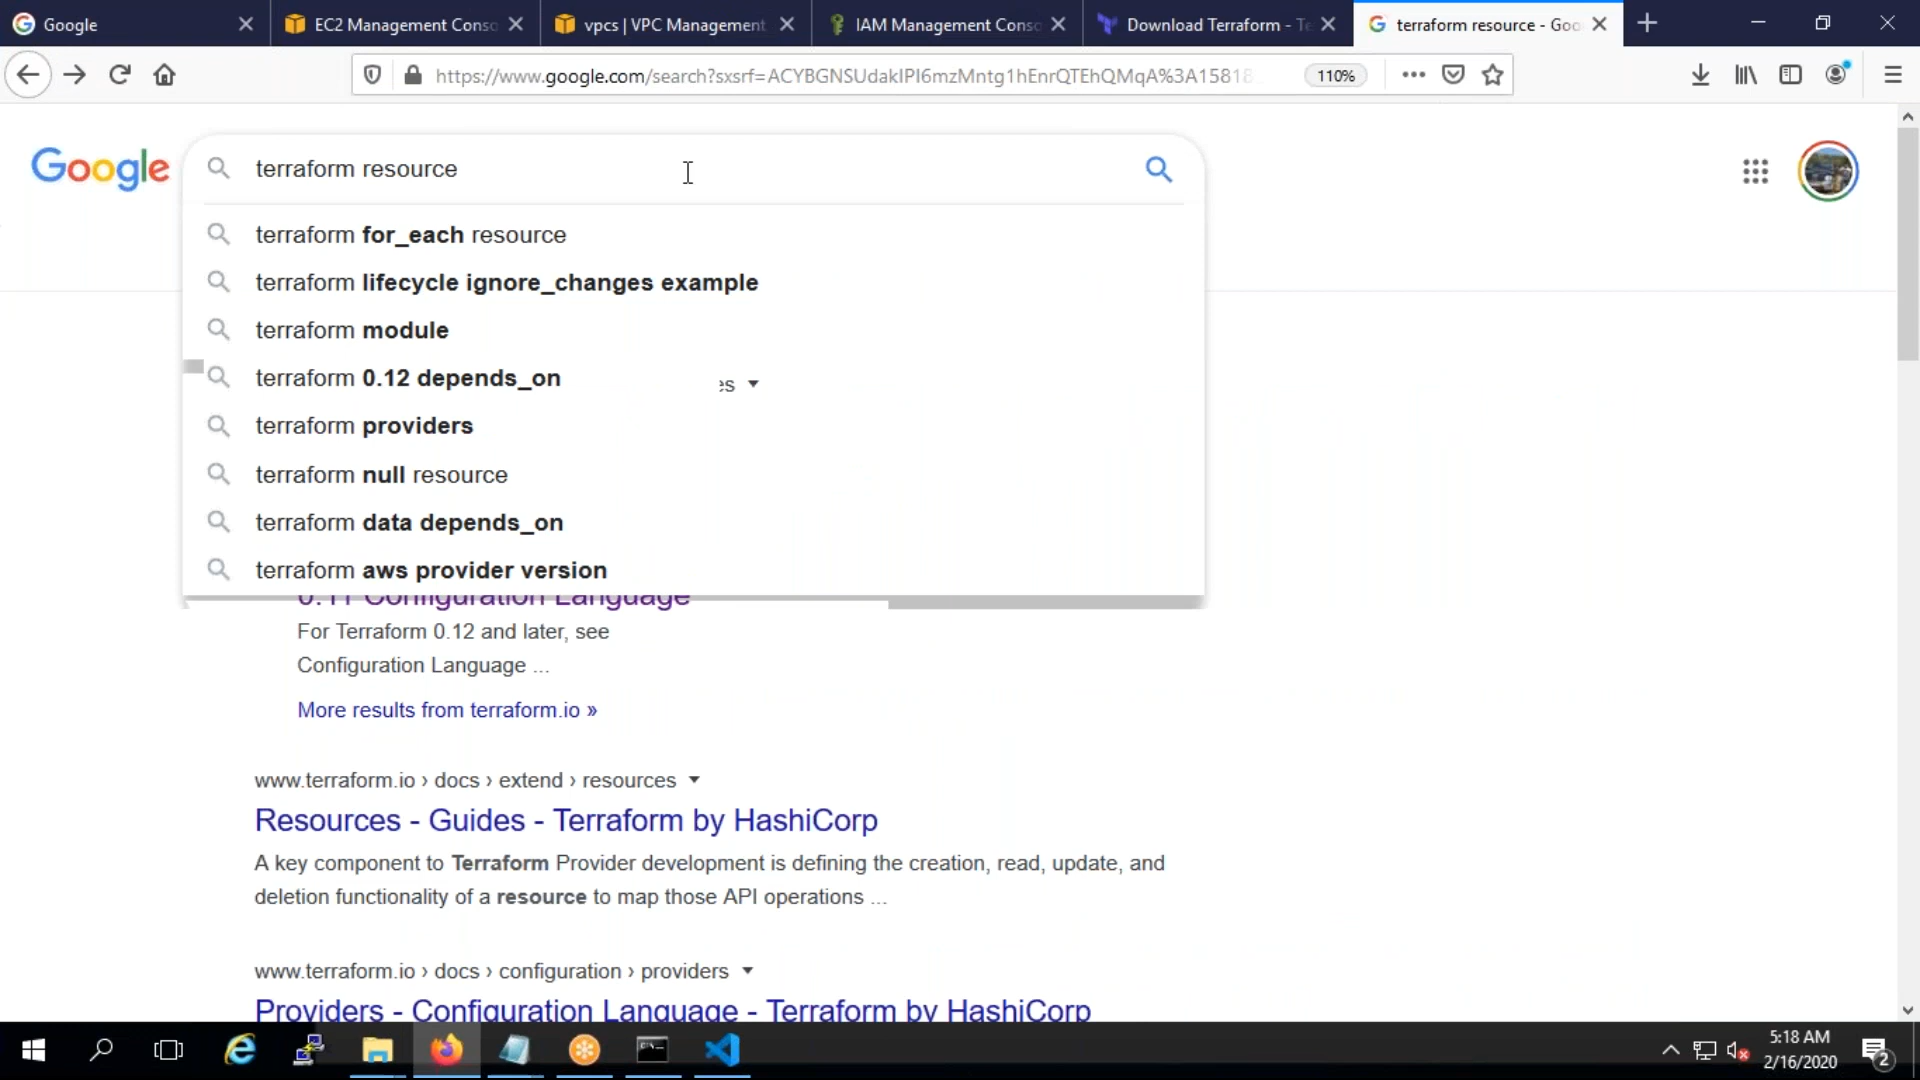 Google
EC2 Management Conso
vpcs | VPC Management
IAM Management Conso
Download Terraform - Te
terraform resource - Goo
https://www.google.com/search?sxsrf=ACYBGNSUdakIPI6mzMntg1hEnrQTEhQMqA%3A15818
110%
Google
terraform resource
terraform for_each resource
terraform lifecycle ignore_changes example
terraform module
terraform 0.12 depends_on
es
terraform providers
terraform null resource
terraform data depends_on
terraform aws provider version
0.11 Configuration Language
For Terraform 0.12 and later, see
Configuration Language ...
More results from terraform.io »
www.terraform.io › docs › extend › resources
Resources - Guides - Terraform by HashiCorp
A key component to Terraform Provider development is defining the creation, read, update, and
deletion functionality of a resource to map those API operations ...
www.terraform.io › docs › configuration › providers
Providers - Configuration Language - Terraform by HashiCorp
5:18 AM
2/16/2020
2